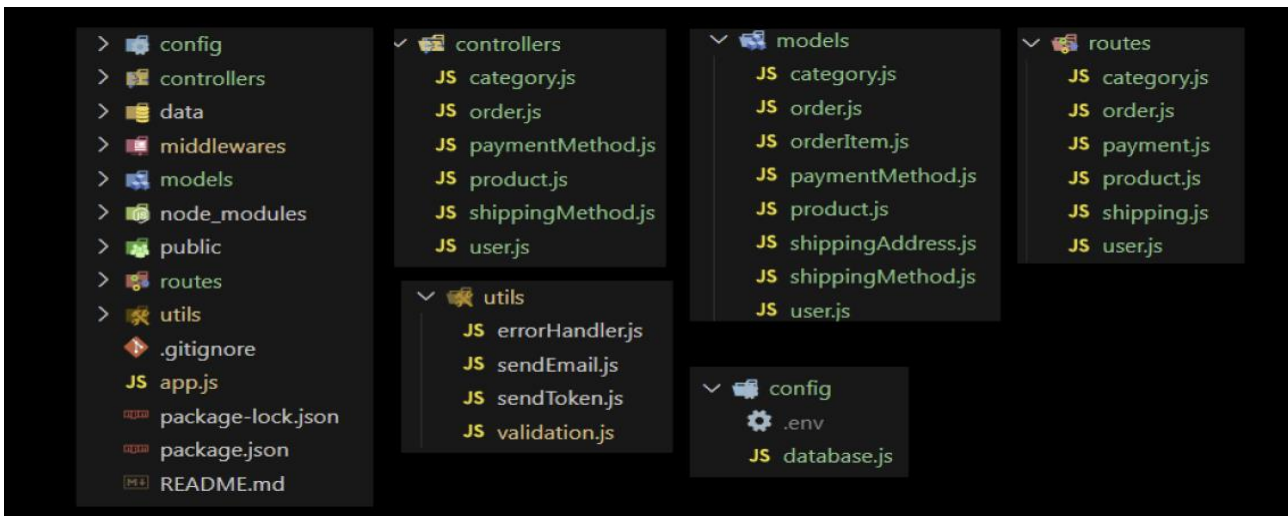 config
controllers
data
middlewares
models
node_modules
public
routes
utils
.gitignore
JS app.js
package-lock.json
package.json
README.md
controllers
JS category.js
JS order.js
JS paymentMethod.js
JS product.js
JS shippingMethod.js
JS user.js
utils
JS errorHandler.js
JS sendEmail.js
JS sendToken.js
JS validation.js
models
JS category.js
JS order.js
JS orderItem.js
JS paymentMethod.js
JS product.js
JS shippingAddress.js
JS shippingMethod.js
JS user.js
config
.env
JS database.js
routes
JS category.js
JS order.js
JS payment.js
JS product.js
JS shipping.js
JS user.js